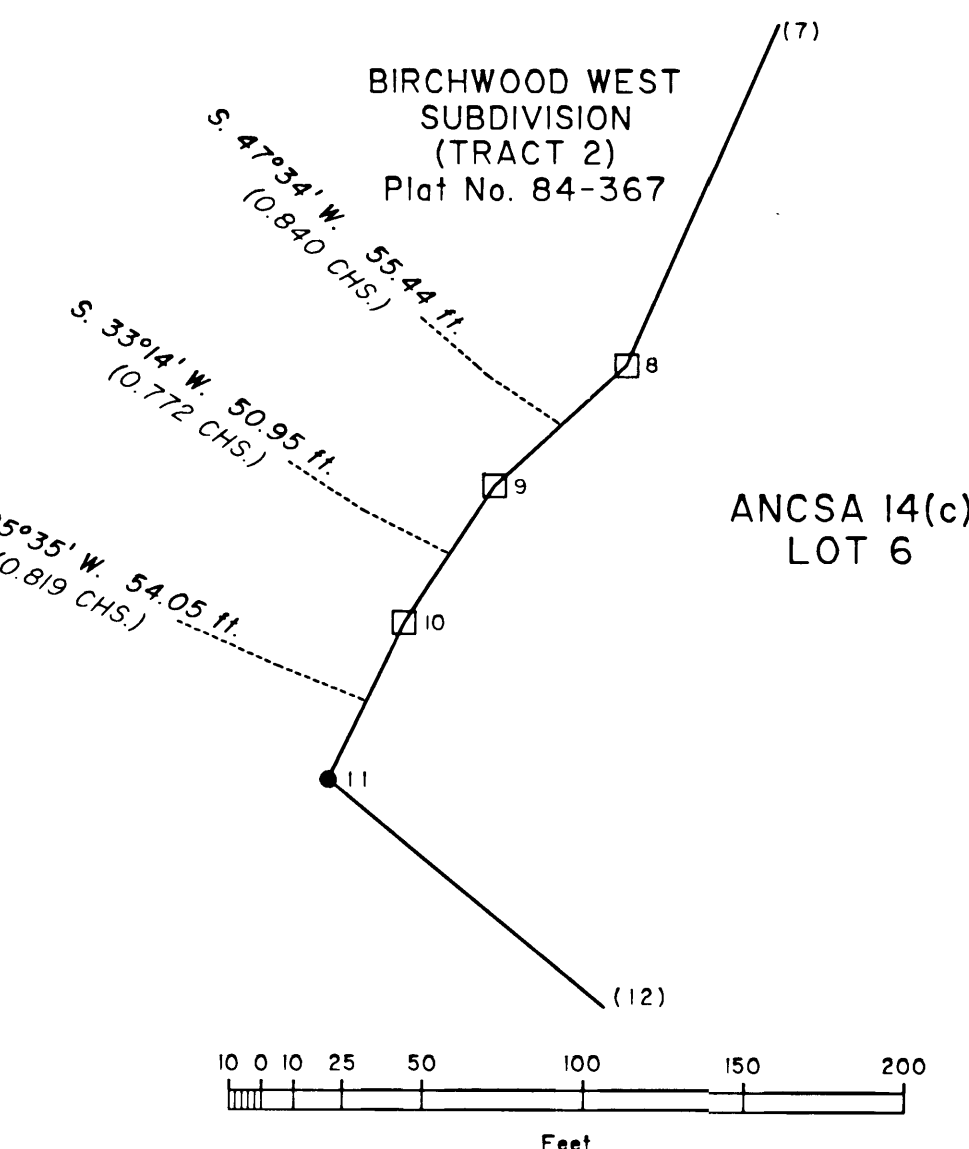 (7)
BIRCHWOOD WEST
SUBDIVISION
(TRACT 2)
Plat No. 84-367
S. 47°34' W. 55.44 ft.
(0.840 CHS.)
8
S. 33°14' W. 50.95 ft.
(0.772 CHS.)
9
ANCSA 14(c)
LOT 6
5°35' W. 54.05 ft.
(0.819 CHS.)
10
11
(12)
10 0 10 25 50 100 150 200
Feet